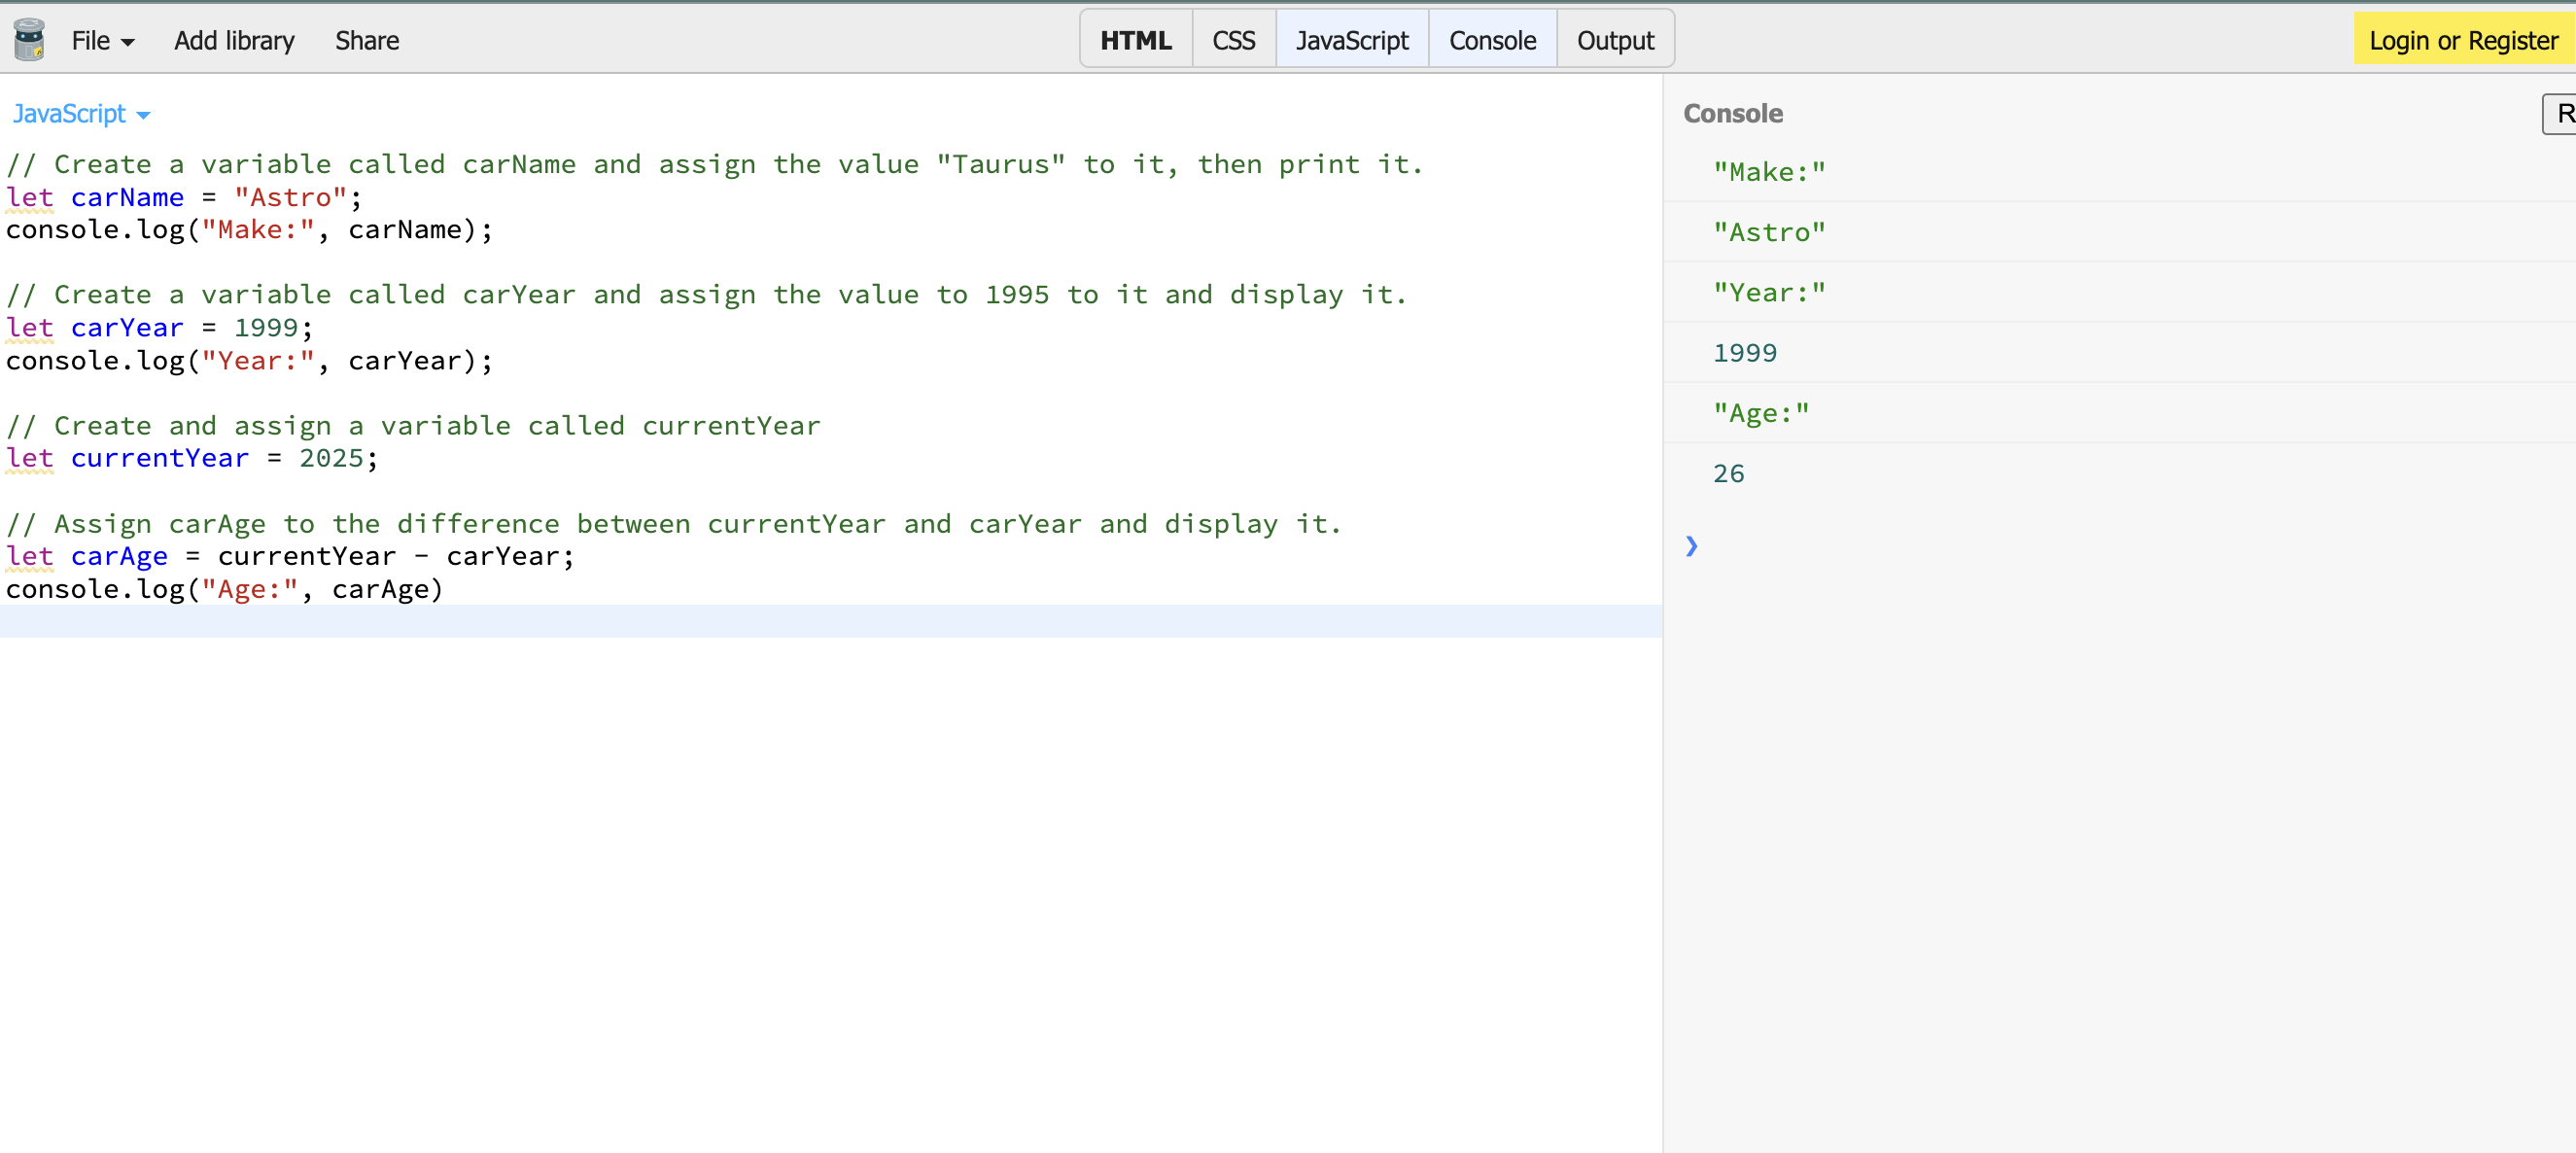 File Add library Share HTML CSS JavaScript Console Output Login or Register
JavaScript
// Create a variable called carName and assign the value "Taurus" to it, then print it.
let carName = "Astro";
console.log("Make:", carName);
// Create a variable called carYear and assign the value to 1995 to it and display it.
let carYear = 1999;
console.log("Year:", carYear);
// Create and assign a variable called currentYear
let currentYear = 2025;
// Assign carAge to the difference between currentYear and carYear and display it.
let carAge = currentYear - carYear;
console.log("Age:", carAge)
Console
"Make:"
"Astro"
"Year:"
1999
"Age:"
26
❯